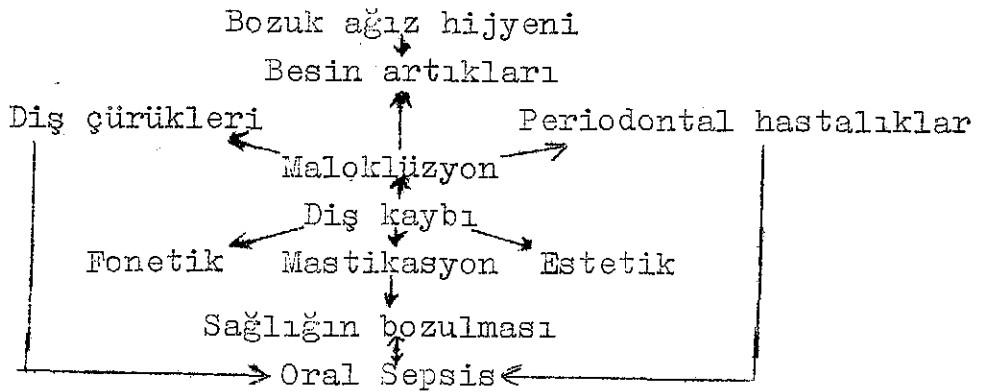 Bozuk ağız hijyeni
Besin artıkları
Diş çürükleri Periodontal hastalıklar
Maloklüzyon
Diş kaybı
Fonetik Mastikasyon Estetik
Sağlığın bozulması
Oral Sepsis